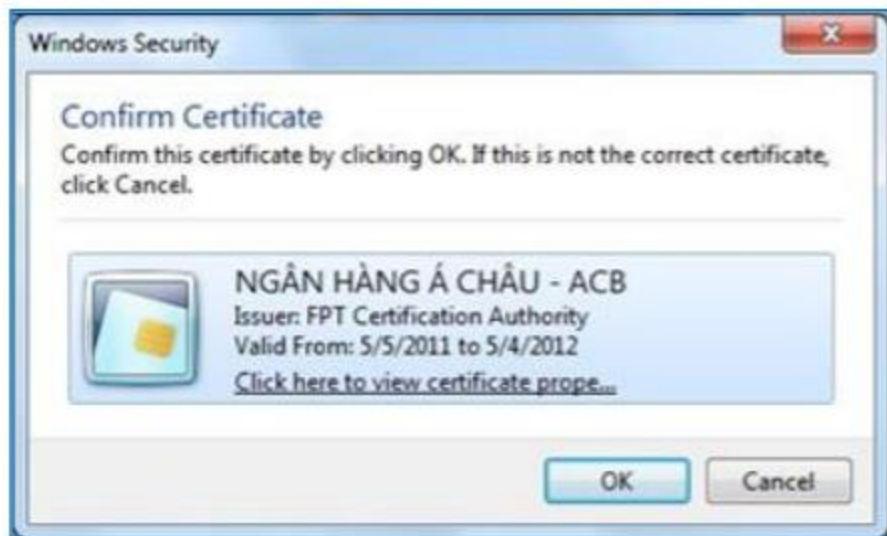 Windows Security
Confirm Certificate
Confirm this certificate by clicking OK. If this is not the correct certificate,
click Cancel.
NGÂN HÀNG Á CHÂU - ACB
Issuer: FPT Certification Authority
Valid From: 5/5/2011 to 5/4/2012
Click here to view certificate prope...
OK
Cancel